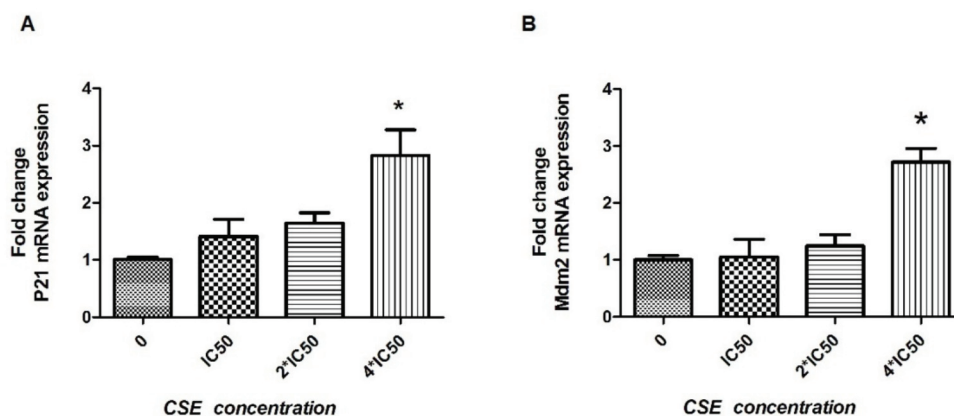 A
Fold change
P21 mRNA expression
4
3
2
1
0
*
0
IC50
2*IC50
4*IC50
CSE concentration
B
Fold change
Mdm2 mRNA expression
4
3
2
1
0
*
0
IC50
2*IC50
4*IC50
CSE concentration